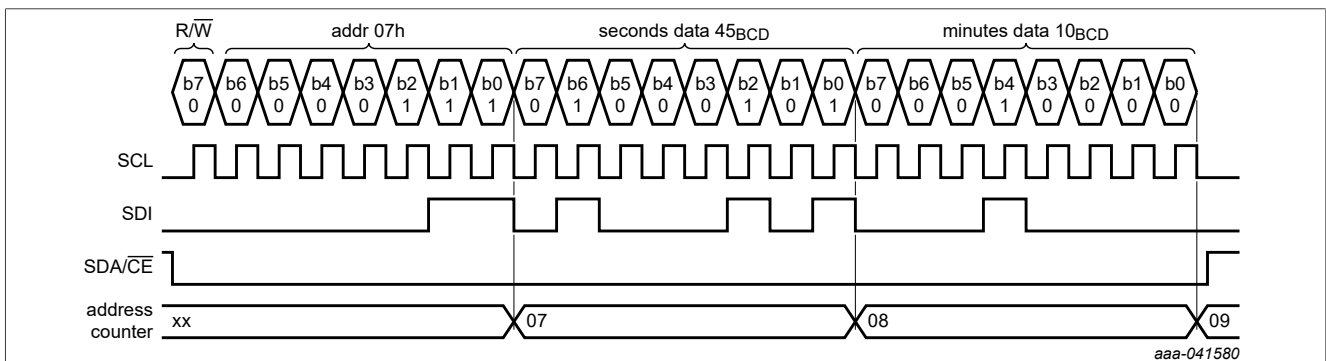 R/W addr 07h seconds data 45BCD minutes data 10BCD
b7 b6 b5 b4 b3 b2 b1 b0 b7 b6 b5 b4 b3 b2 b1 b0 b7 b6 b5 b4 b3 b2 b1 b0
0 0 0 0 0 1 1 1 0 1 0 0 0 1 0 1 0 0 0 1 0 0 0 0
SCL
SDI
SDA/CE
address
counter
xx 07 08 09
aaa-041580